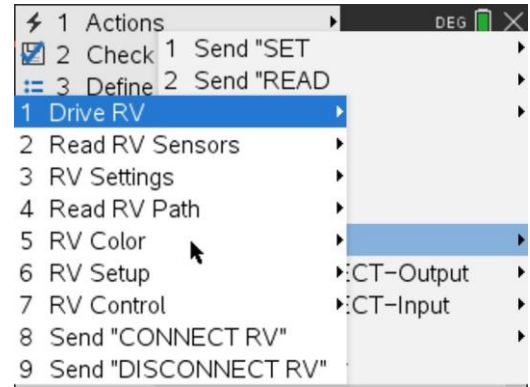 1 Actions
DEG
2 Check
1 Send "SET
2 Send "READ
3 Define
1 Drive RV
2 Read RV Sensors
3 RV Settings
4 Read RV Path
5 RV Color
6 RV Setup
ECT-Output
7 RV Control
ECT-Input
8 Send "CONNECT RV"
9 Send "DISCONNECT RV"